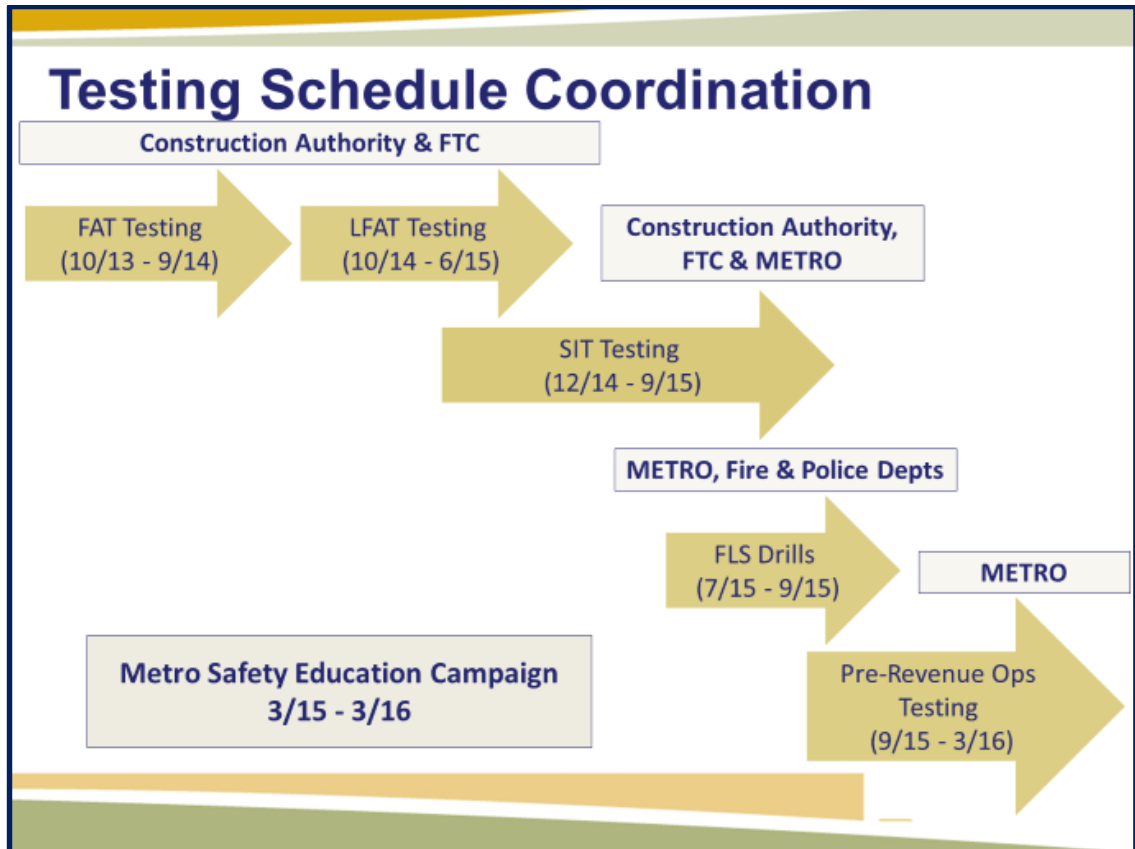 Testing Schedule Coordination
Construction Authority & FTC
FAT Testing
(10/13 - 9/14)
LFAT Testing
(10/14 - 6/15)
Construction Authority,
FTC & METRO
SIT Testing
(12/14 - 9/15)
METRO, Fire & Police Depts
FLS Drills
(7/15 - 9/15)
METRO
Pre-Revenue Ops
Testing
(9/15 - 3/16)
Metro Safety Education Campaign
3/15 - 3/16